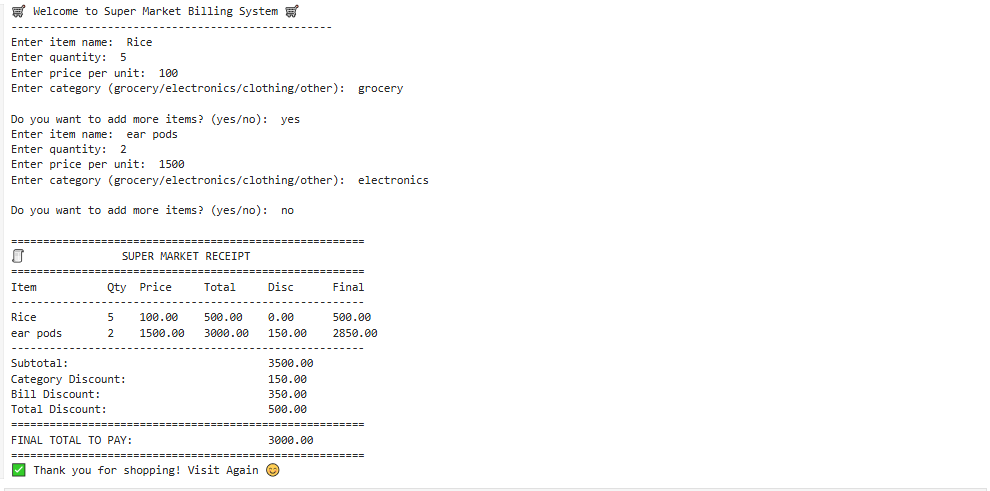 🛒 Welcome to Super Market Billing System 🛒
--------------------------------------------------
Enter item name:  Rice
Enter quantity:  5
Enter price per unit:  100
Enter category (grocery/electronics/clothing/other):  grocery
Do you want to add more items? (yes/no):  yes
Enter item name:  ear pods
Enter quantity:  2
Enter price per unit:  1500
Enter category (grocery/electronics/clothing/other):  electronics
Do you want to add more items? (yes/no):  no
=======================================================
🧾               SUPER MARKET RECEIPT
=======================================================
Item           Qty  Price     Total     Disc      Final
-------------------------------------------------------
Rice           5    100.00    500.00    0.00      500.00
ear pods       2    1500.00   3000.00   150.00    2850.00
-------------------------------------------------------
Subtotal:                               3500.00
Category Discount:                      150.00
Bill Discount:                          350.00
Total Discount:                         500.00
=======================================================
FINAL TOTAL TO PAY:                     3000.00
=======================================================
✅ Thank you for shopping! Visit Again 😊